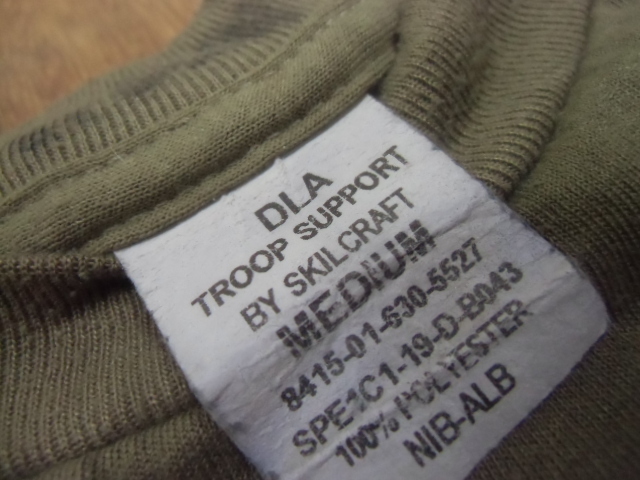 DLA
TROOP SUPPORT
BY SKILCRAFT
MEDIUM
8415-01-630-5527
SPE1C1-19-D-B043
100% POLYESTER
NIB-ALB